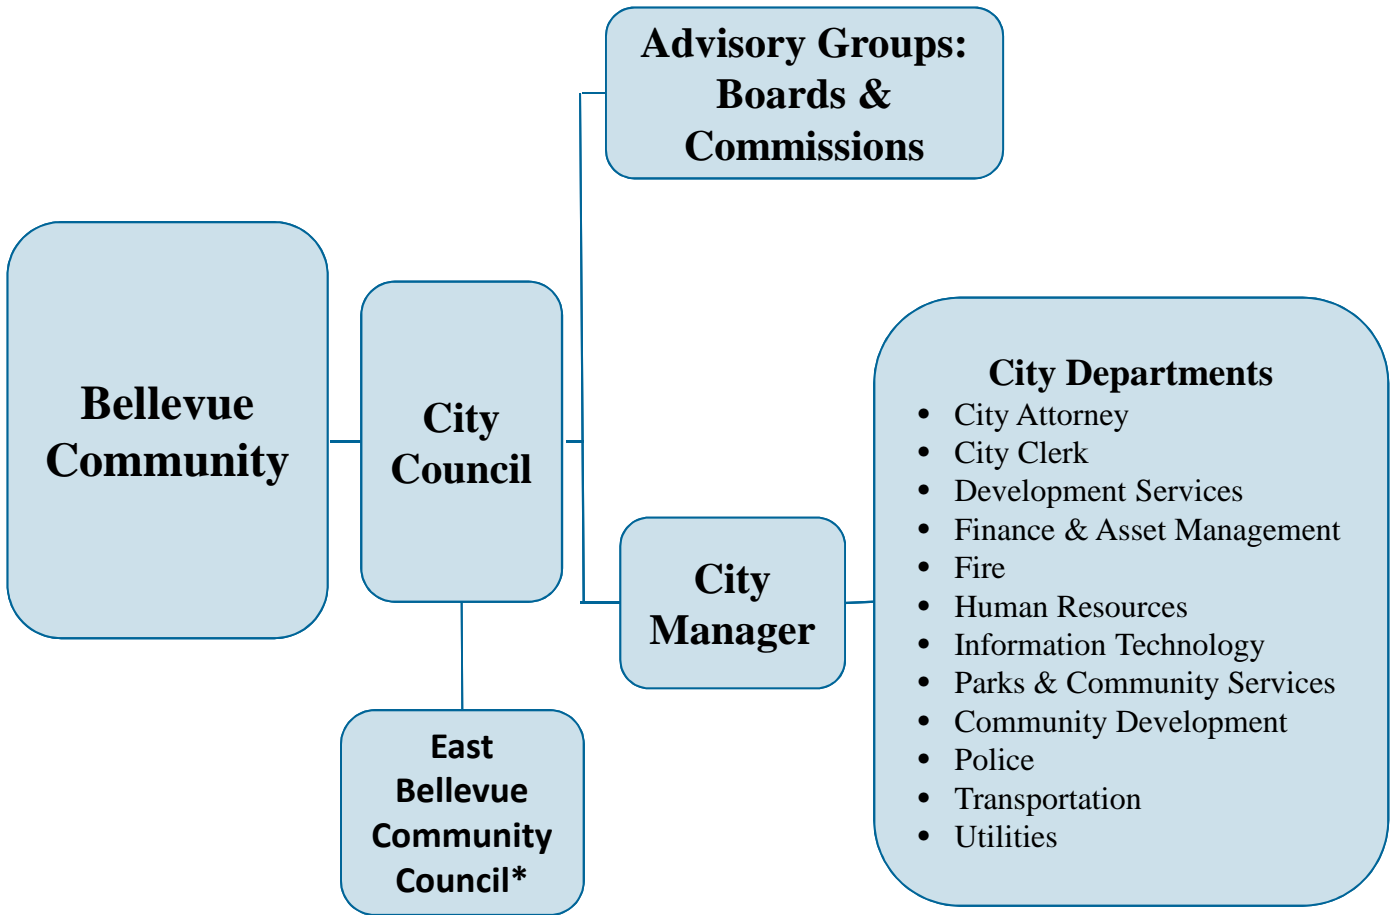 Advisory Groups:
Boards &
Commissions
Bellevue
Community
City
Council
City
Manager
East
Bellevue
Community
Council*
City Departments
• City Attorney
• City Clerk
• Development Services
• Finance & Asset Management
• Fire
• Human Resources
• Information Technology
• Parks & Community Services
• Community Development
• Police
• Transportation
• Utilities